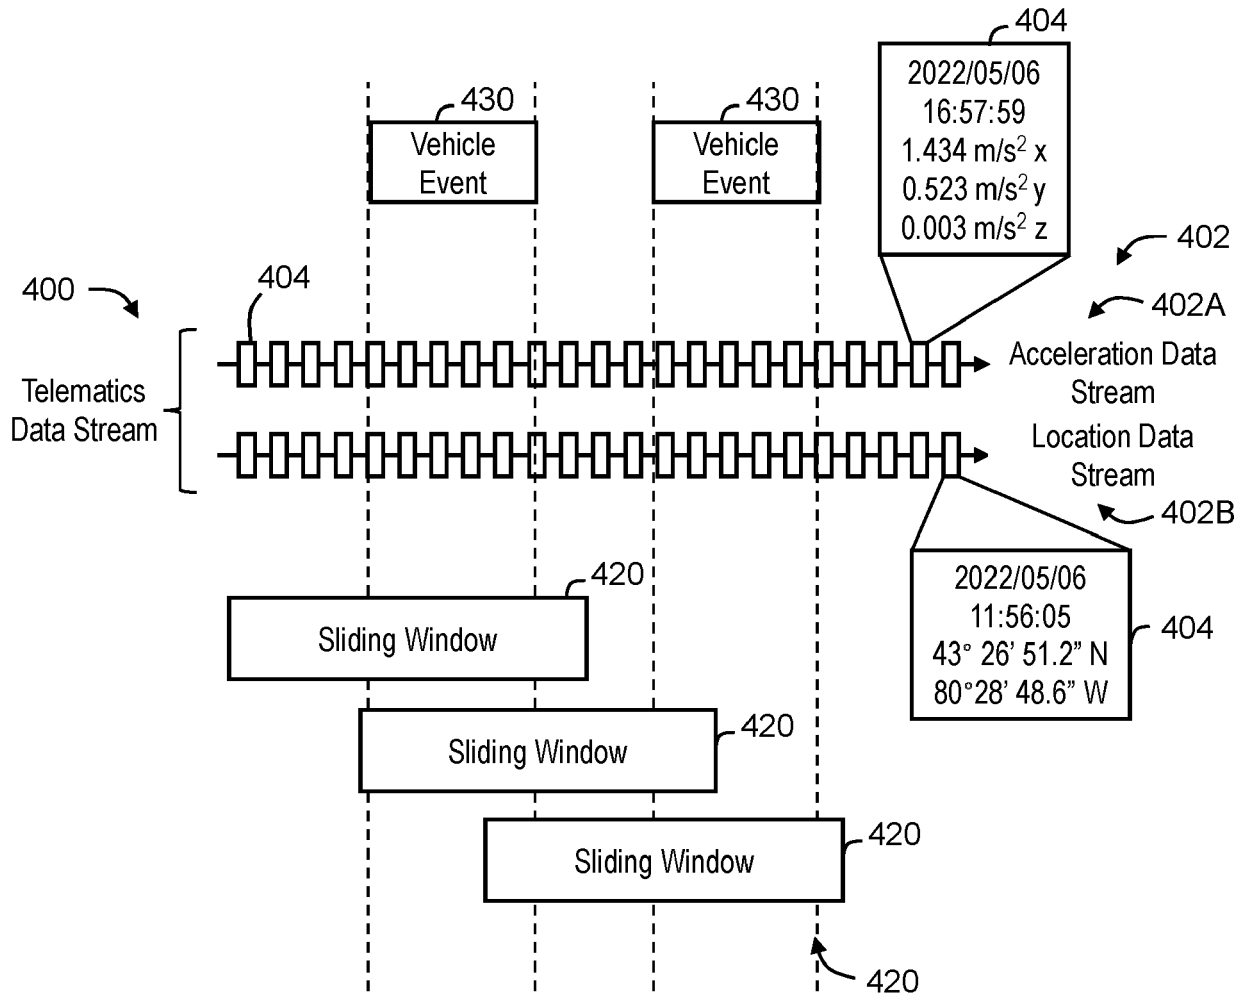 404
2022/05/06
16:57:59
1.434 m/s² x
0.523 m/s² y
0.003 m/s² z
430
Vehicle
Event
430
Vehicle
Event
402
402A
400
404
Telematics
Data Stream
Acceleration Data
Stream
Location Data
Stream
402B
2022/05/06
11:56:05
43° 26’ 51.2” N
80°28’ 48.6” W
404
420
Sliding Window
420
Sliding Window
420
Sliding Window
420